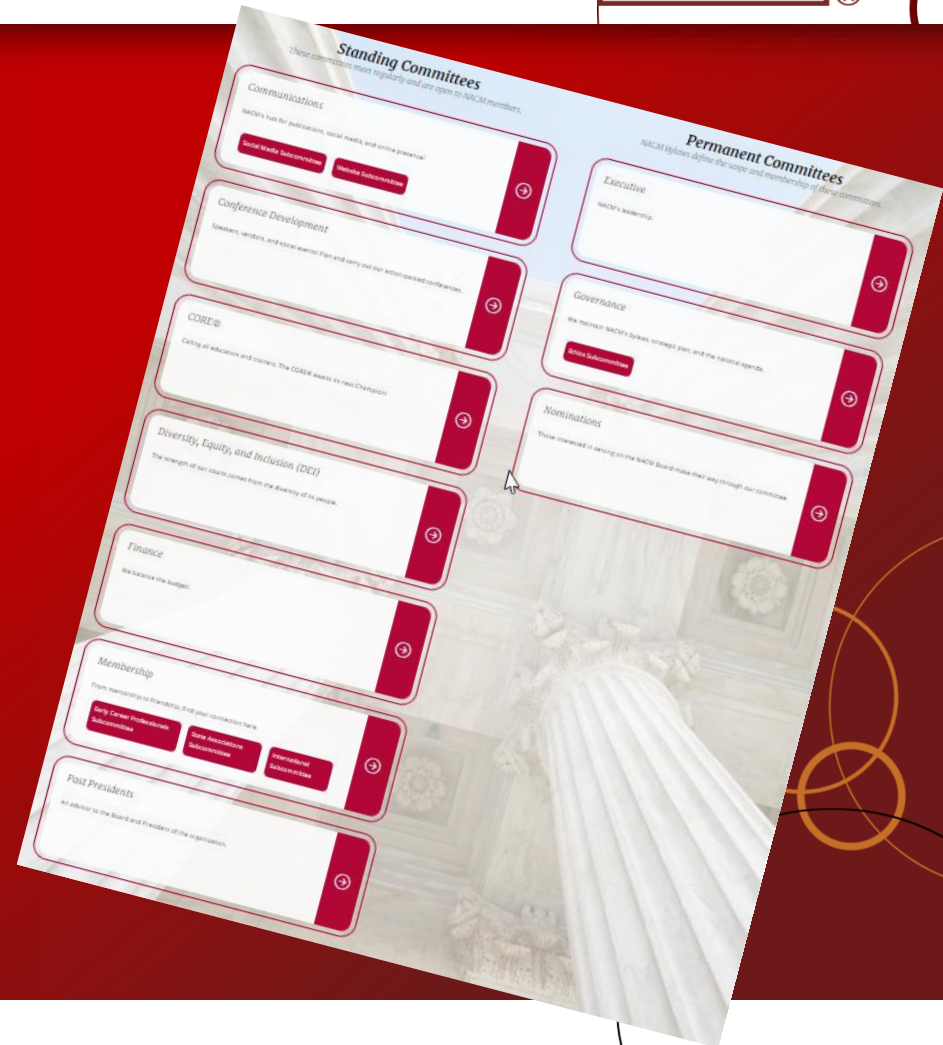 ®
Standing Committees
These committees meet regularly and are open to NACM members.
Communications
NACM's hub for publications, social media, and online presence!
Social Media Subcommittee
Website Subcommittee
Conference Development
Speakers, vendors, and social events! Plan and carry out our action-packed conferences.
CORE®
Calling all educators and trainers. The CORE® awaits its next Champion!
Diversity, Equity, and Inclusion (DEI)
The strength of our courts comes from the diversity of its people.
Finance
We balance the budget!
Membership
From mentorship to friendship, find your connection here.
Early Career Professionals
Subcommittee
State Associations
Subcommittee
International
Subcommittee
Past Presidents
An advisor to the Board and Presidents of the organization.
Permanent Committees
NACM Bylaws define the scope and membership of these committees.
Executive
NACM's leadership.
Governance
We maintain NACM's bylaws, strategic plan, and the national agenda.
Ethics Subcommittee
Nominations
Those interested in serving on the NACM Board make their way through our committee.